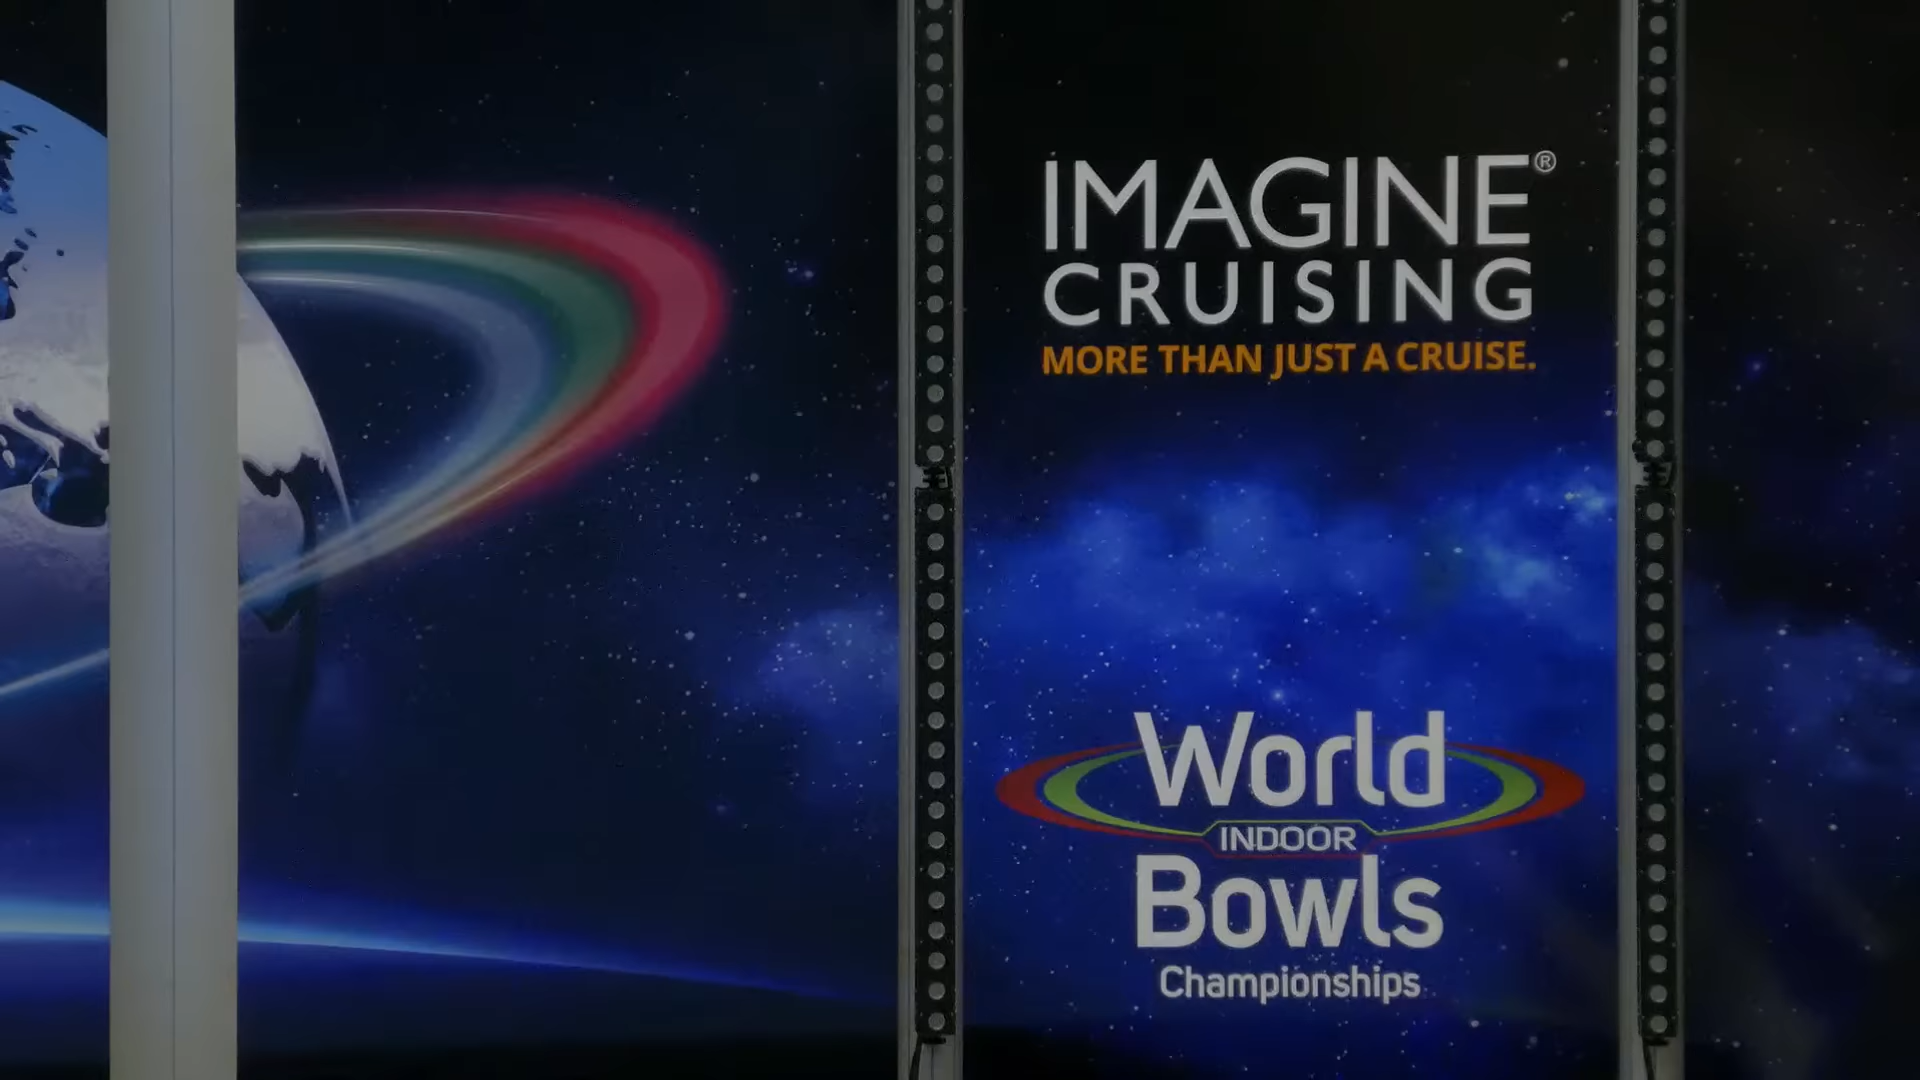 IMAGINE®
CRUISING
MORE THAN JUST A CRUISE.
World
INDOOR
Bowls
Championships